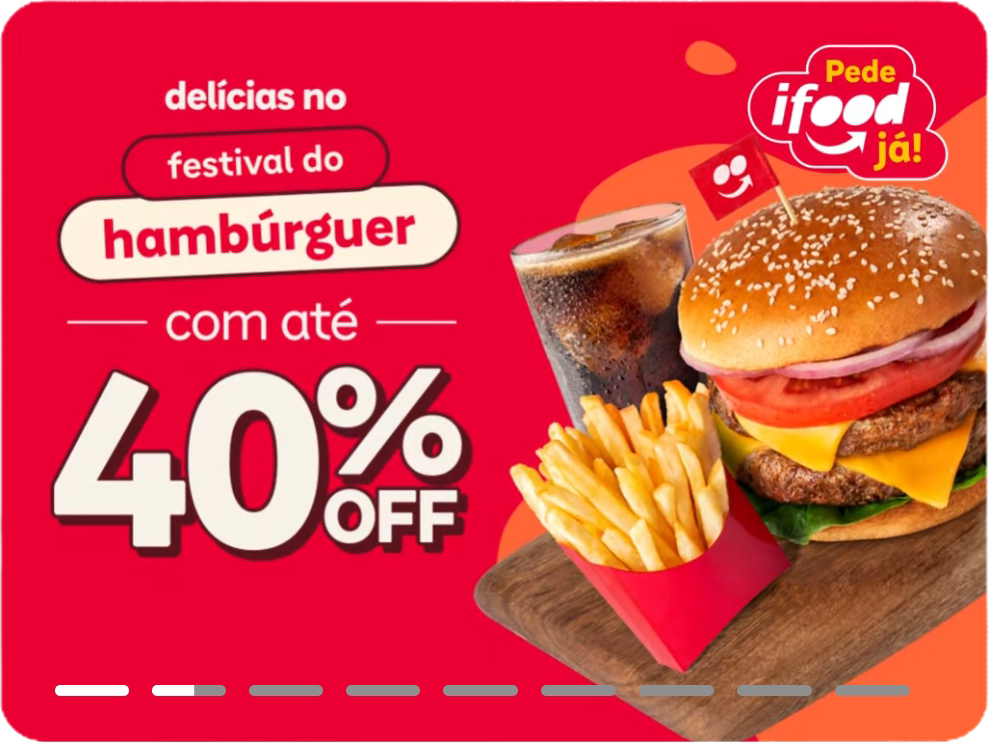 delícias no
festival do
hambúrguer
com até
40%
OFF
Pede
ifood
já!